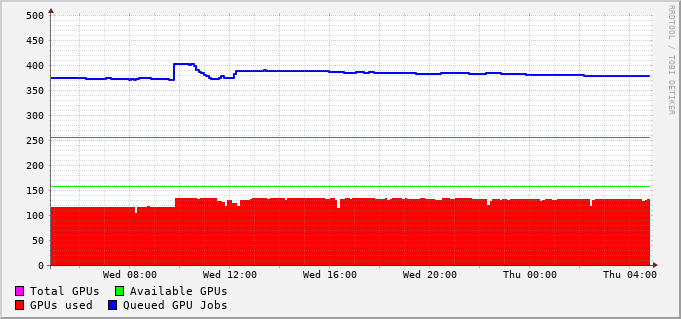 500
450
400
350
300
250
200
150
100
50
0
Wed 08:00 Wed 12:00 Wed 16:00 Wed 20:00 Thu 00:00 Thu 04:00
Total GPUs Available GPUs
GPUs used Queued GPU Jobs
RRDTOOL / TOBI OETIKER